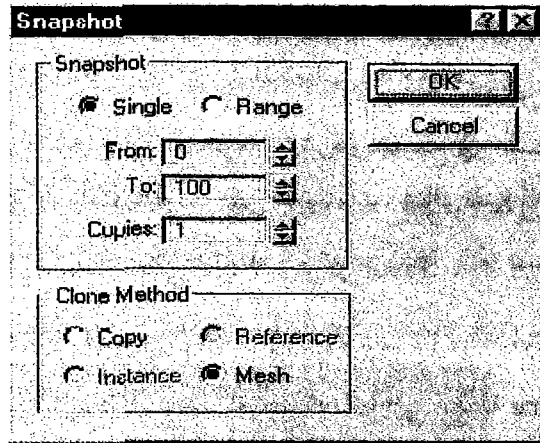 Snapshot
Snapshot
Single Range
From: 0
To: 100
Copies: 1
OK
Cancel
Clone Method
Copy Reference
Instance Mesh